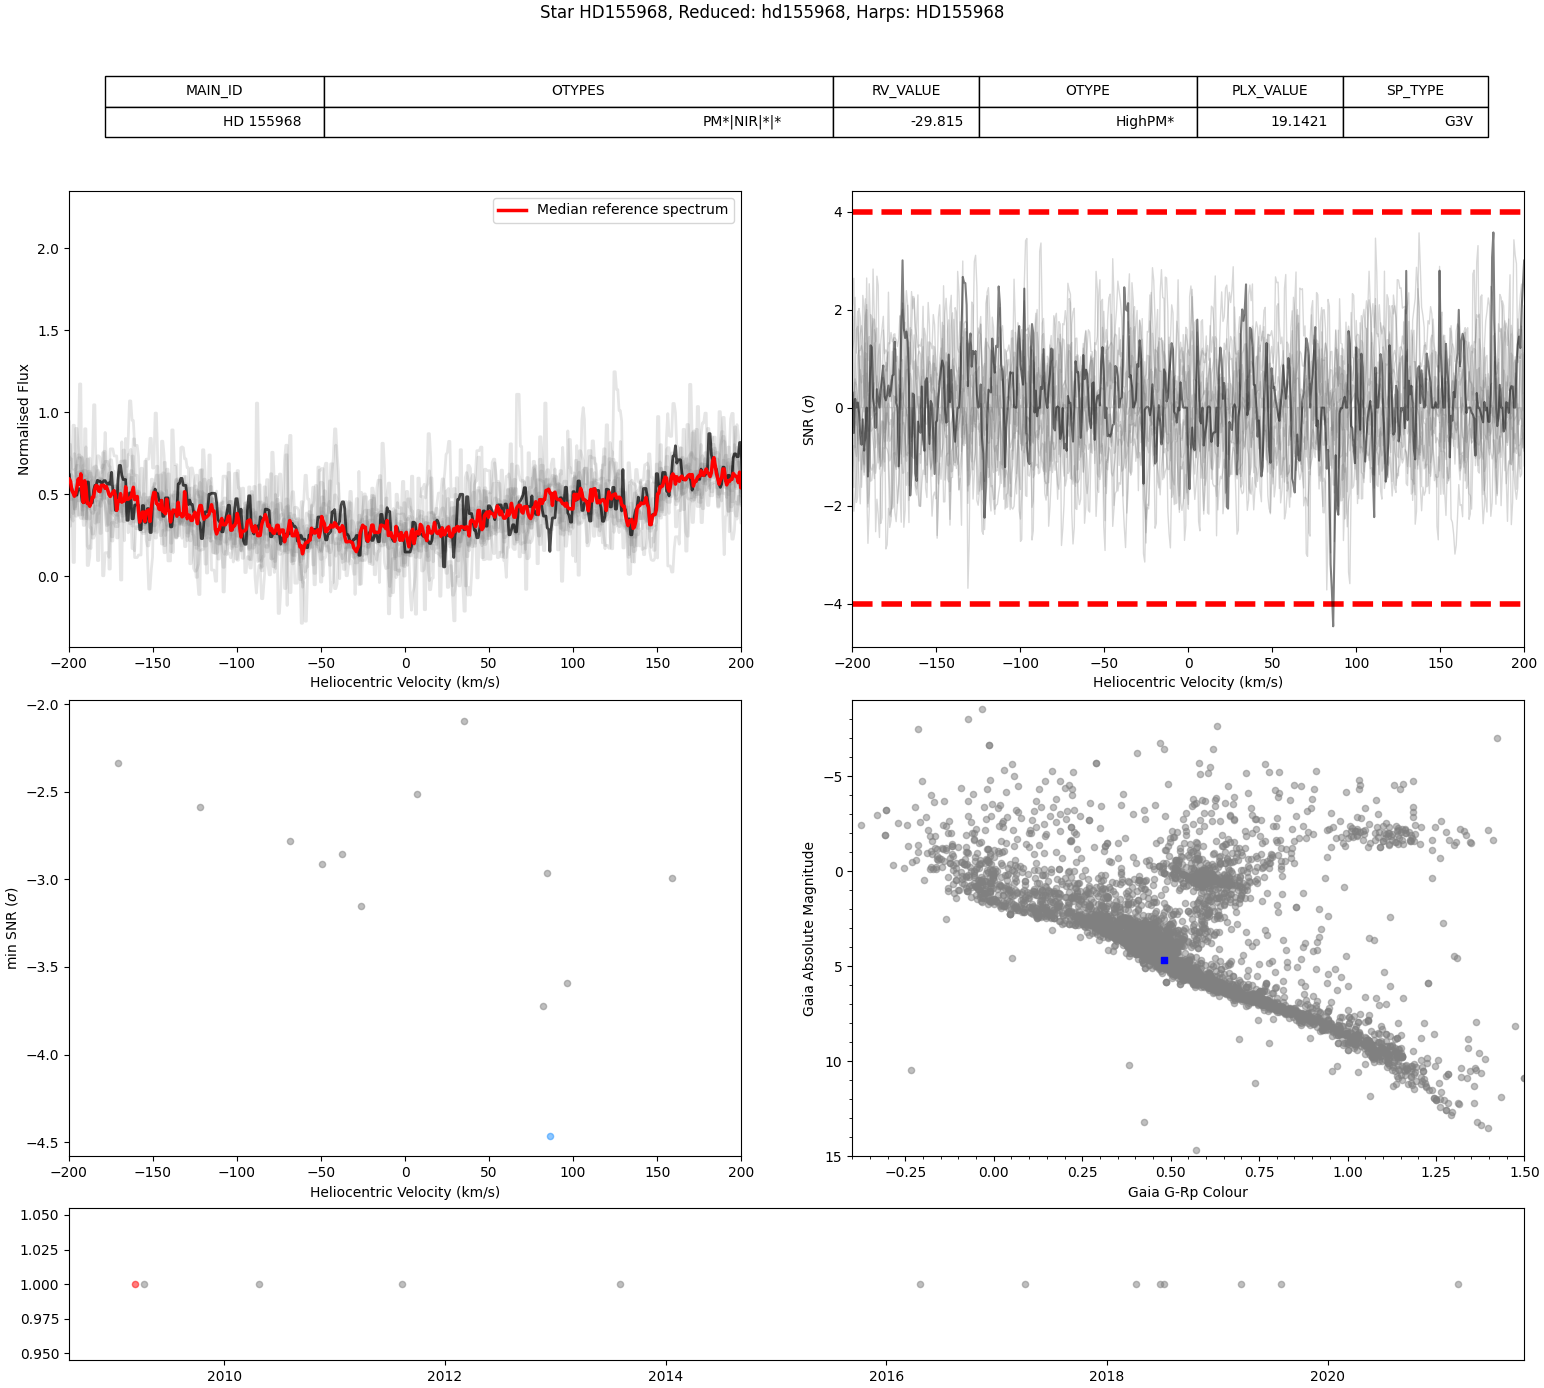 Star HD155968, Reduced: hd155968, Harps: HD155968
MAIN_ID OTYPES RV_VALUE OTYPE PLX_VALUE SP_TYPE
HD 155968 PM*|NIR|*|* -29.815 HighPM* 19.1421 G3V
Median reference spectrum
Normalised Flux
2.0
1.5
1.0
0.5
0.0
−200 −150 −100 −50 0 50 100 150 200
Heliocentric Velocity (km/s)
SNR (σ)
4
2
0
−2
−4
−200 −150 −100 −50 0 50 100 150 200
Heliocentric Velocity (km/s)
min SNR (σ)
−2.0
−2.5
−3.0
−3.5
−4.0
−4.5
−200 −150 −100 −50 0 50 100 150 200
Heliocentric Velocity (km/s)
Gaia Absolute Magnitude
−5
0
5
10
15
−0.25 0.00 0.25 0.50 0.75 1.00 1.25 1.50
Gaia G-Rp Colour
1.050
1.025
1.000
0.975
0.950
2010 2012 2014 2016 2018 2020